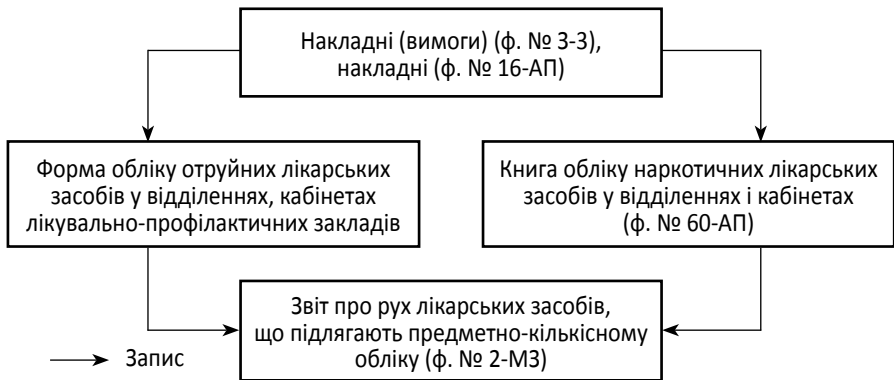 Накладні (вимоги) (ф. № З-3),
накладні (ф. № 16-АП)
Форма обліку отруйних лікарських
засобів у відділеннях, кабінетах
лікувально-профілактичних закладів
Книга обліку наркотичних лікарських
засобів у відділеннях і кабінетах
(ф. № 60-АП)
Звіт про рух лікарських засобів,
що підлягають предметно-кількісному
обліку (ф. № 2-МЗ)
Запис